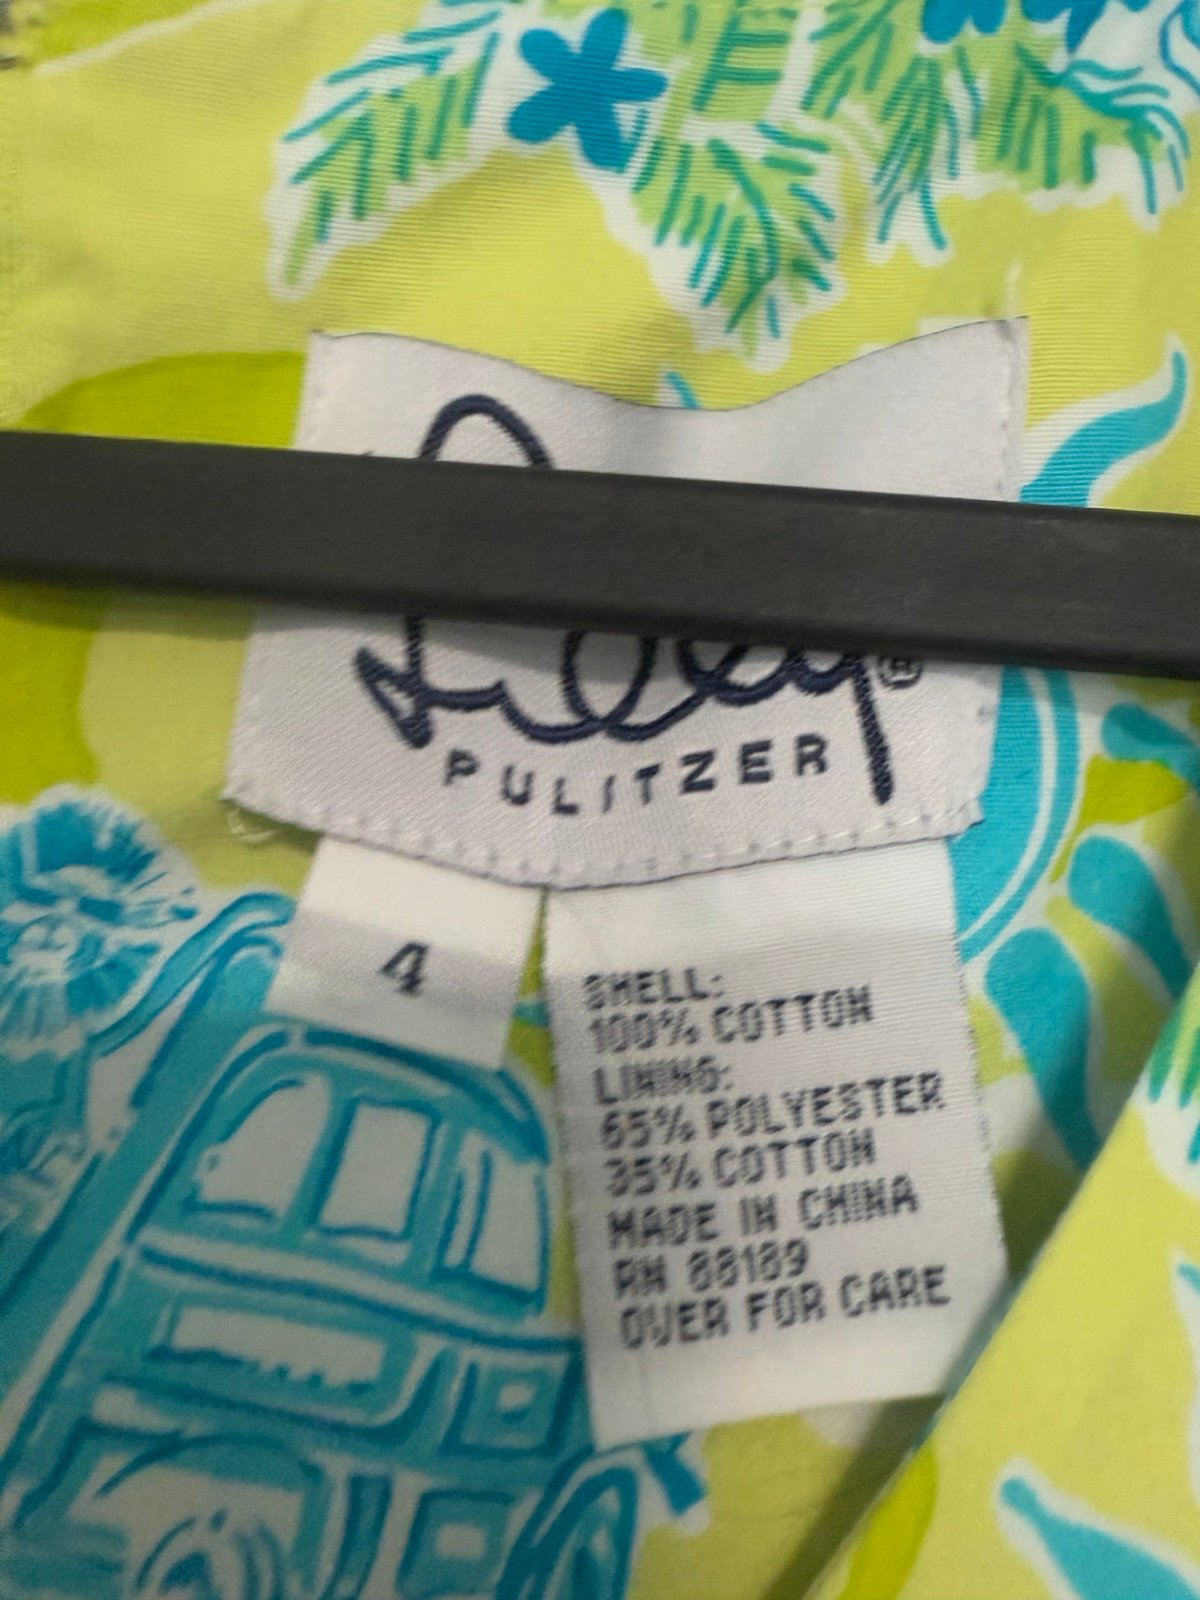 Lilly ®
PULITZER
4
SHELL:
100% COTTON
LINING:
65% POLYESTER
35% COTTON
MADE IN CHINA
RN 88189
OVER FOR CARE